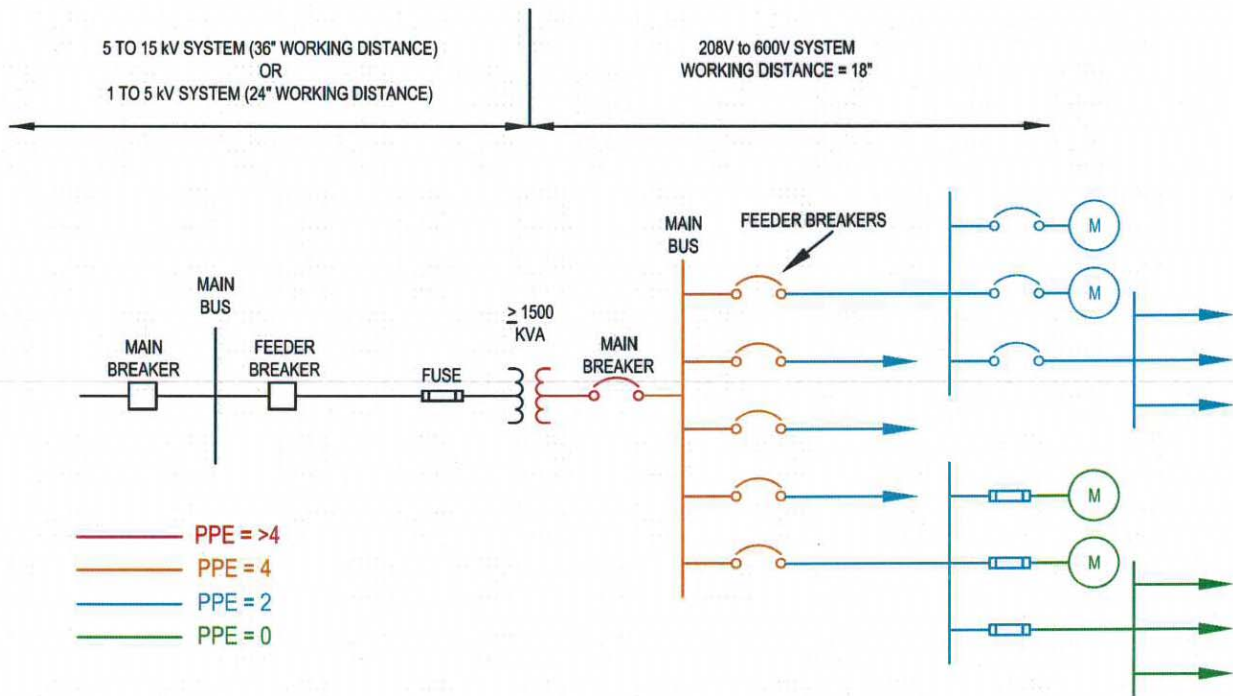 5 TO 15 kV SYSTEM (36" WORKING DISTANCE)
OR
1 TO 5 kV SYSTEM (24" WORKING DISTANCE)
208V to 600V SYSTEM
WORKING DISTANCE = 18"
MAIN
BREAKER
MAIN
BUS
FEEDER
BREAKER
FUSE
> 1500
KVA
MAIN
BREAKER
MAIN
BUS
FEEDER BREAKERS
M
M
M
M
PPE = >4
PPE = 4
PPE = 2
PPE = 0